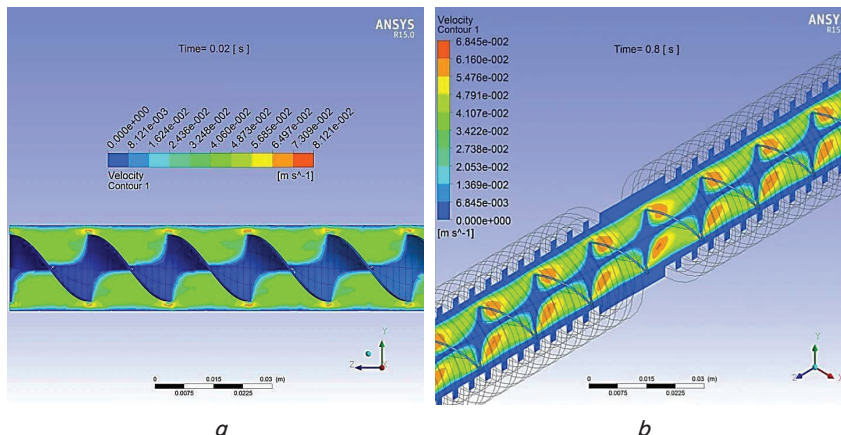 ANSYS
R15.0
Time= 0.02 [ s ]
0.000e+000
8.121e-003
1.624e-002
2.436e-002
3.248e-002
4.060e-002
4.873e-002
5.685e-002
6.497e-002
7.309e-002
8.121e-002
Velocity
Contour 1
[m s^-1]
Y
Z
X
0
0.015
0.03 (m)
0.0075
0.0225
a
Velocity
Contour 1
6.845e-002
6.160e-002
5.476e-002
4.791e-002
4.107e-002
3.422e-002
2.738e-002
2.053e-002
1.369e-002
6.845e-003
0.000e+000
[m s^-1]
ANSYS
R15
Time= 0.8 [ s ]
Y
Z
X
0
0.015
0.03 (m)
0.0075
0.0225
b